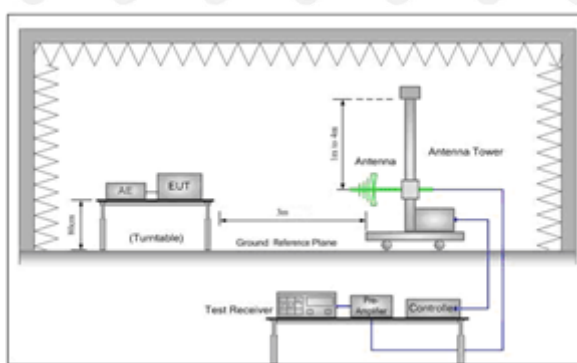 1m to 4m
Antenna
Antenna Tower
AE
EUT
80cm
(Turntable)
3m
Ground Reference Plane
Test Receiver
Pre-
Amplifier
Controller